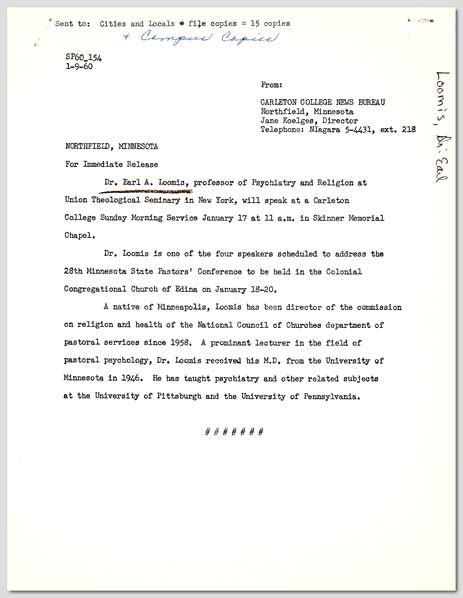 Sent to: Cities and Locals * file copies = 15 copies
+ Campus Copies
SP60_154
1-9-60
From:
CARLETON COLLEGE NEWS BUREAU
Northfield, Minnesota
Jane Koelges, Director
Telephone: NIagara 5-4431, ext. 218
Loomis, Dr. Earl
NORTHFIELD, MINNESOTA
For Immediate Release
Dr. Earl A. Loomis, professor of Psychiatry and Religion at
Union Theological Seminary in New York, will speak at a Carleton
College Sunday Morning Service January 17 at 11 a.m. in Skinner Memorial
Chapel.
Dr. Loomis is one of the four speakers scheduled to address the
28th Minnesota State Pastors' Conference to be held in the Colonial
Congregational Church of Edina on January 18-20.
A native of Minneapolis, Loomis has been director of the commission
on religion and health of the National Council of Churches department of
pastoral services since 1958. A prominent lecturer in the field of
pastoral psychology, Dr. Loomis received his M.D. from the University of
Minnesota in 1946. He has taught psychiatry and other related subjects
at the University of Pittsburgh and the University of Pennsylvania.
# # # # # # #